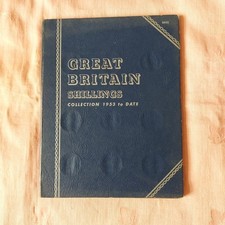 GREAT
BRITAIN
SHILLINGS
COLLECTION 1953 to DATE